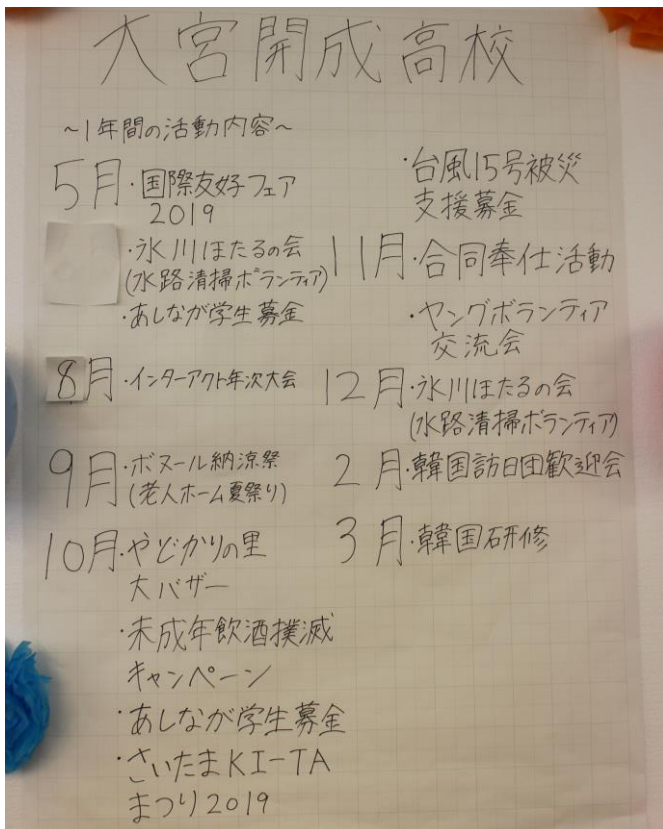 大宮開成高校
～1年間の活動内容～
5月・国際友好フェア
2019
・氷川ほたるの会
(水路清掃ボランティア)
・あしなが学生募金
8月・インターアクト年次大会
9月・ボヌール納涼祭
(老人ホーム夏祭り)
10月・やどかりの里
大バザー
・未成年飲酒撲滅
キャンペーン
・あしなが学生募金
・さいたまKI-TA
まつり2019
・台風15号被災
支援募金
11月・合同奉仕活動
・ヤングボランティア
交流会
12月・氷川ほたるの会
(水路清掃ボランティア)
2月・韓国訪日団歓迎会
3月・韓国研修